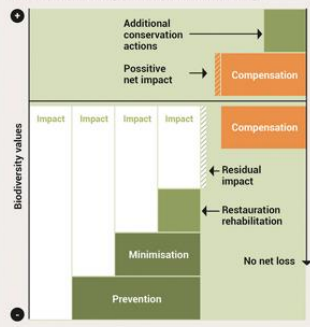 +
Additional
conservation
actions
Possitive
net impact
Compensation
Impact
Impact
Impact
Impact
Compensation
Residual
impact
Restauration
rehabilitation
Minimisation
No net loss
Prevention
Biodiversity values
-